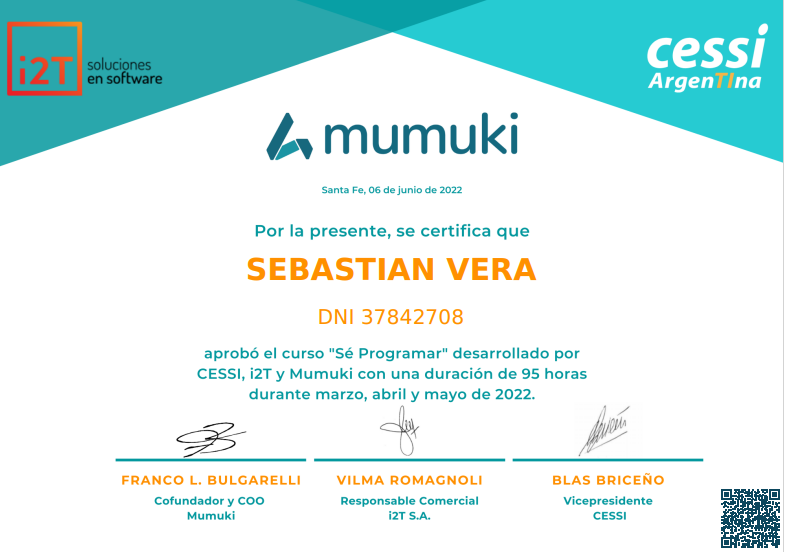 i2T
soluciones
en software
cessi
ArgenTIna
mumuki
Santa Fe, 06 de junio de 2022
Por la presente, se certifica que
SEBASTIAN VERA
DNI 37842708
aprobó el curso "Sé Programar" desarrollado por
CESSI, i2T y Mumuki con una duración de 95 horas
durante marzo, abril y mayo de 2022.
FRANCO L. BULGARELLI
Cofundador y COO
Mumuki
VILMA ROMAGNOLI
Responsable Comercial
i2T S.A.
BLAS BRICEÑO
Vicepresidente
CESSI